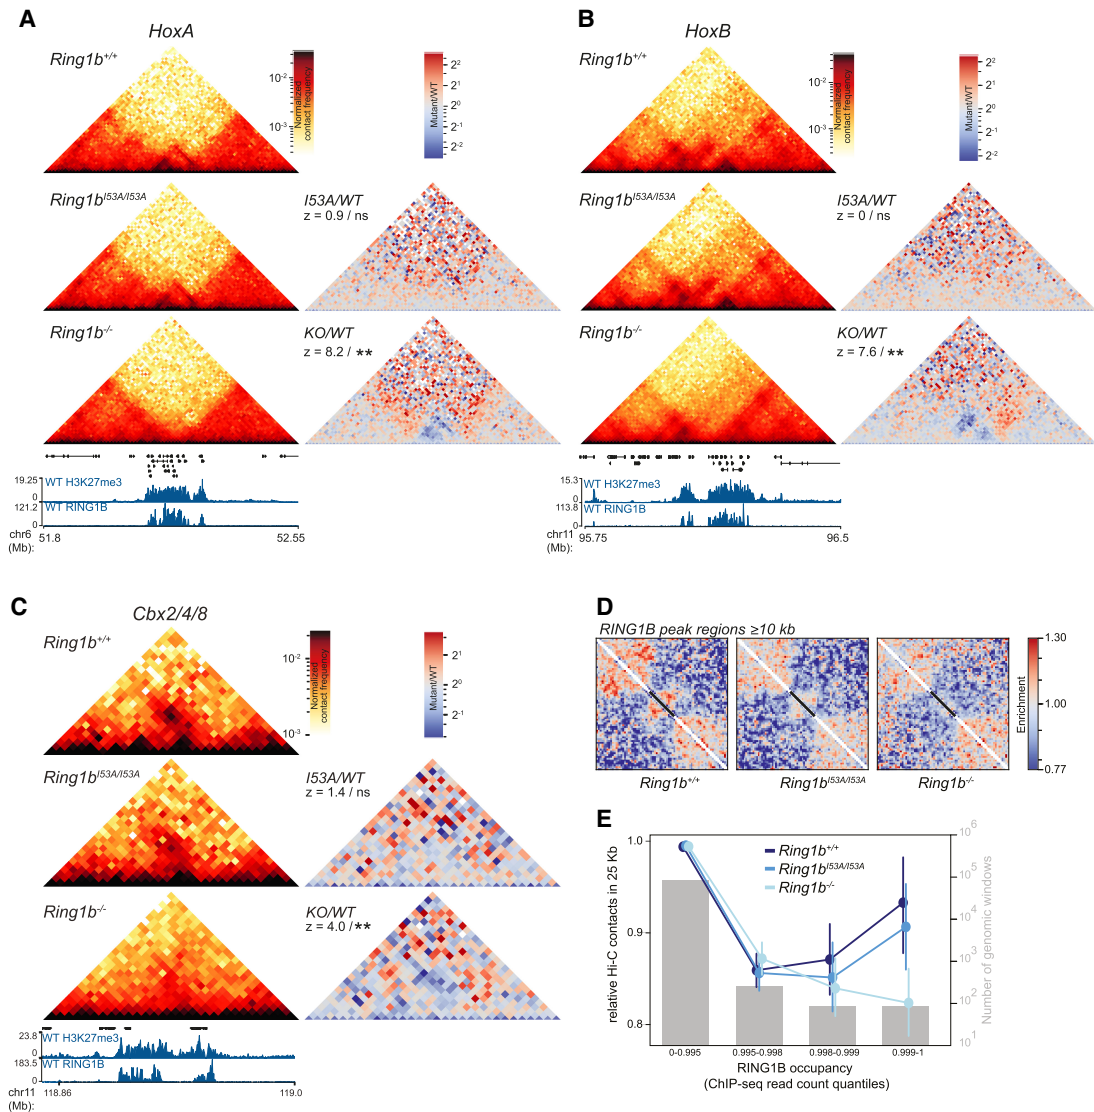 A
HoxA
Ring1b+/+
10-2
10-3
Normalized
contact frequency
22
21
20
2-1
2-2
Mutant/WT
Ring1bI53A/I53A
I53A/WT
z = 0.9 / ns
Ring1b-/-
KO/WT
z = 8.2 / **
19.25
WT H3K27me3
0
121.2
WT RING1B
0
chr6
(Mb):
51.8
52.55
B
HoxB
Ring1b+/+
10-2
10-3
Normalized
contact frequency
22
21
20
2-1
2-2
Mutant/WT
Ring1bI53A/I53A
I53A/WT
z = 0 / ns
Ring1b-/-
KO/WT
z = 7.6 / **
15.3
WT H3K27me3
0
113.8
WT RING1B
0
chr11
(Mb):
95.75
96.5
C
Cbx2/4/8
Ring1b+/+
10-2
10-3
Normalized
contact frequency
21
20
2-1
Mutant/WT
Ring1bI53A/I53A
I53A/WT
z = 1.4 / ns
Ring1b-/-
KO/WT
z = 4.0 / **
23.8
WT H3K27me3
0
183.5
WT RING1B
0
chr11
(Mb):
118.86
119.0
D
RING1B peak regions ≥10 kb
1.30
1.00
0.77
Enrichment
Ring1b+/+
Ring1bI53A/I53A
Ring1b-/-
E
relative Hi-C contacts in 25 Kb
1.0
0.9
0.8
Ring1b+/+
Ring1bI53A/I53A
Ring1b-/-
106
105
104
103
102
101
Number of genomic windows
0-0.995
0.995-0.998
0.998-0.999
0.999-1
RING1B occupancy
(ChIP-seq read count quantiles)